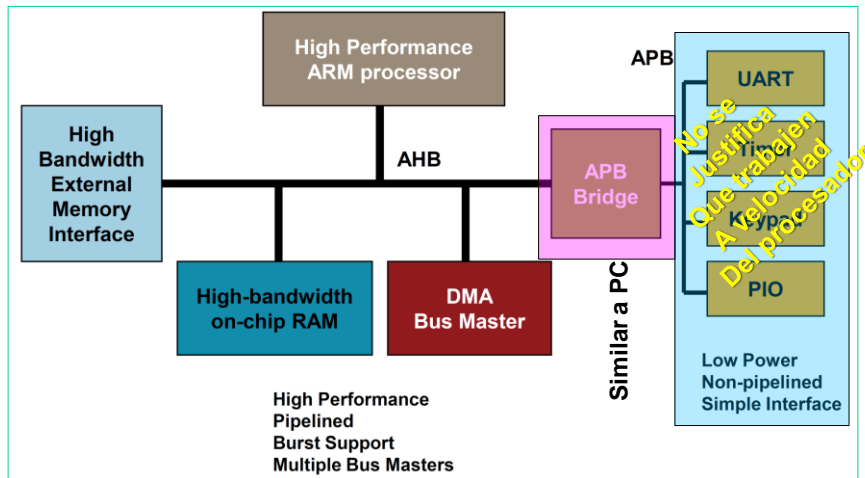 High Performance
ARM processor
APB
UART
High
Bandwidth
External
Memory
Interface
AHB
APB
Bridge
Timer
Keypad
PIO
No se
Justifica
Que trabajen
A velocidad
Del procesador
High-bandwidth
on-chip RAM
DMA
Bus Master
Similar a PC
Low Power
Non-pipelined
Simple Interface
High Performance
Pipelined
Burst Support
Multiple Bus Masters